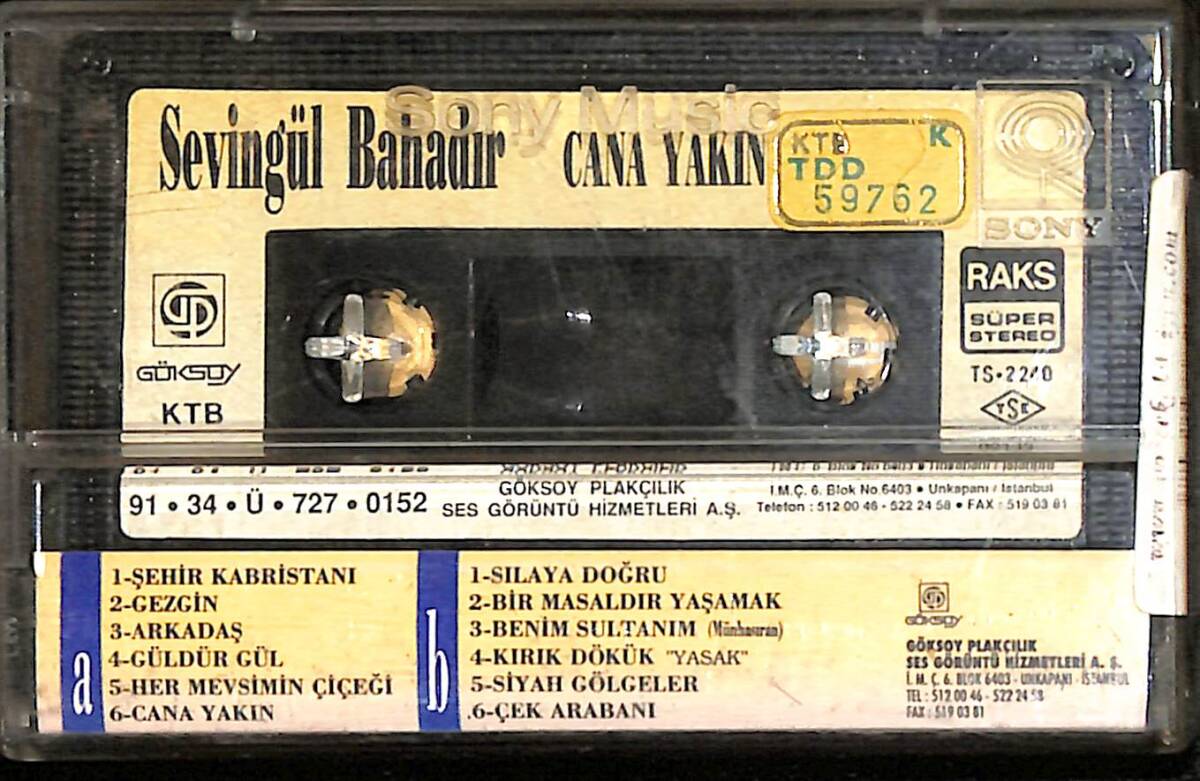 Sony Music
Sevingül Bahadır CANA YAKIN
KTB K
TDD
59762
SONY
RAKS
SÜPER
STEREO
TS•2240
TSE
GÖKSOY
KTB
91 • 34 • Ü • 727 • 0152
GÖKSOY PLAKÇILIK
SES GÖRÜNTÜ HİZMETLERİ A.Ş.
I.M.Ç. 6. Blok No.6403 • Unkapanı / Istanbul
Telefon : 512 00 46 - 522 24 58 • FAX : 519 03 81
a
1-ŞEHİR KABRİSTANI
2-GEZGİN
3-ARKADAŞ
4-GÜLDÜR GÜL
5-HER MEVSİMİN ÇİÇEĞİ
6-CANA YAKIN
b
1-SILAYA DOĞRU
2-BİR MASALDIR YAŞAMAK
3-BENİM SULTANIM (Münhasıran)
4-KIRIK DÖKÜK "YASAK"
5-SİYAH GÖLGELER
6-ÇEK ARABANI
GÖKSOY
GÖKSOY PLAKÇILIK
SES GÖRÜNTÜ HİZMETLERİ A. Ş.
İ. M. Ç. 6. BLOK 6403 - UNKAPANI - İSTANBUL
TEL : 512 00 46 - 522 24 58
FAX : 519 03 81